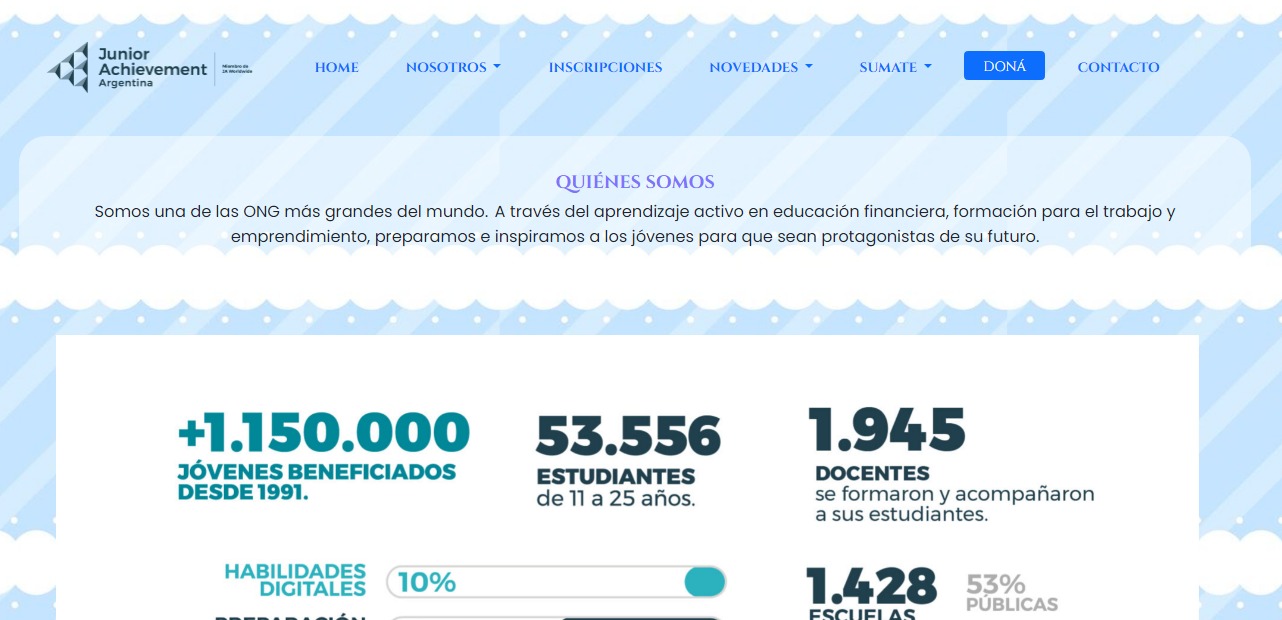 Junior
Achievement
Argentina
Miembro de
JA Worldwide
HOME NOSOTROS INSCRIPCIONES NOVEDADES SUMATE DONÁ CONTACTO
QUIÉNES SOMOS
Somos una de las ONG más grandes del mundo. A través del aprendizaje activo en educación financiera, formación para el trabajo y
emprendimiento, preparamos e inspiramos a los jóvenes para que sean protagonistas de su futuro.
+1.150.000
JÓVENES BENEFICIADOS
DESDE 1991.
53.556
ESTUDIANTES
de 11 a 25 años.
1.945
DOCENTES
se formaron y acompañaron
a sus estudiantes.
HABILIDADES
DIGITALES
10%
1.428
ESCUELAS
53%
PÚBLICAS
PREPARACIÓN